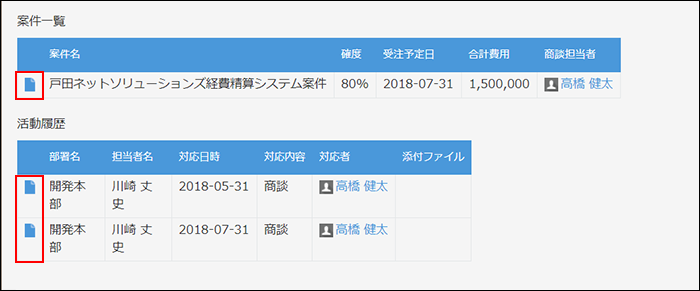 案件一覧
案件名 確度 受注予定日 合計費用 商談担当者
戸田ネットソリューションズ経費精算システム案件 80% 2018-07-31 1,500,000 高橋 健太
活動履歴
部署名 担当者名 対応日時 対応内容 対応者 添付ファイル
開発本部 川崎 丈史 2018-05-31 商談 高橋 健太
開発本部 川崎 丈史 2018-07-31 商談 高橋 健太